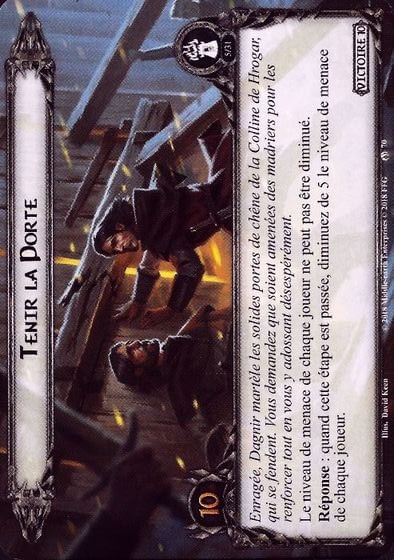 TENIR LA PORTE
10
5/31
Enragée, Dagnir martèle les solides portes de chêne de la Colline de Hrogar,
qui se fendent. Vous demandez que soient amenées des madriers pour les
renforcer tout en vous y adossant désespérément.
Le niveau de menace de chaque joueur ne peut pas être diminué.
Réponse : quand cette étape est passée, diminuez de 5 le niveau de menace
de chaque joueur.
VICTOIRE 10
Illus. David Keen
© 2018 Middle-earth Enterprises © 2018 FFG
70